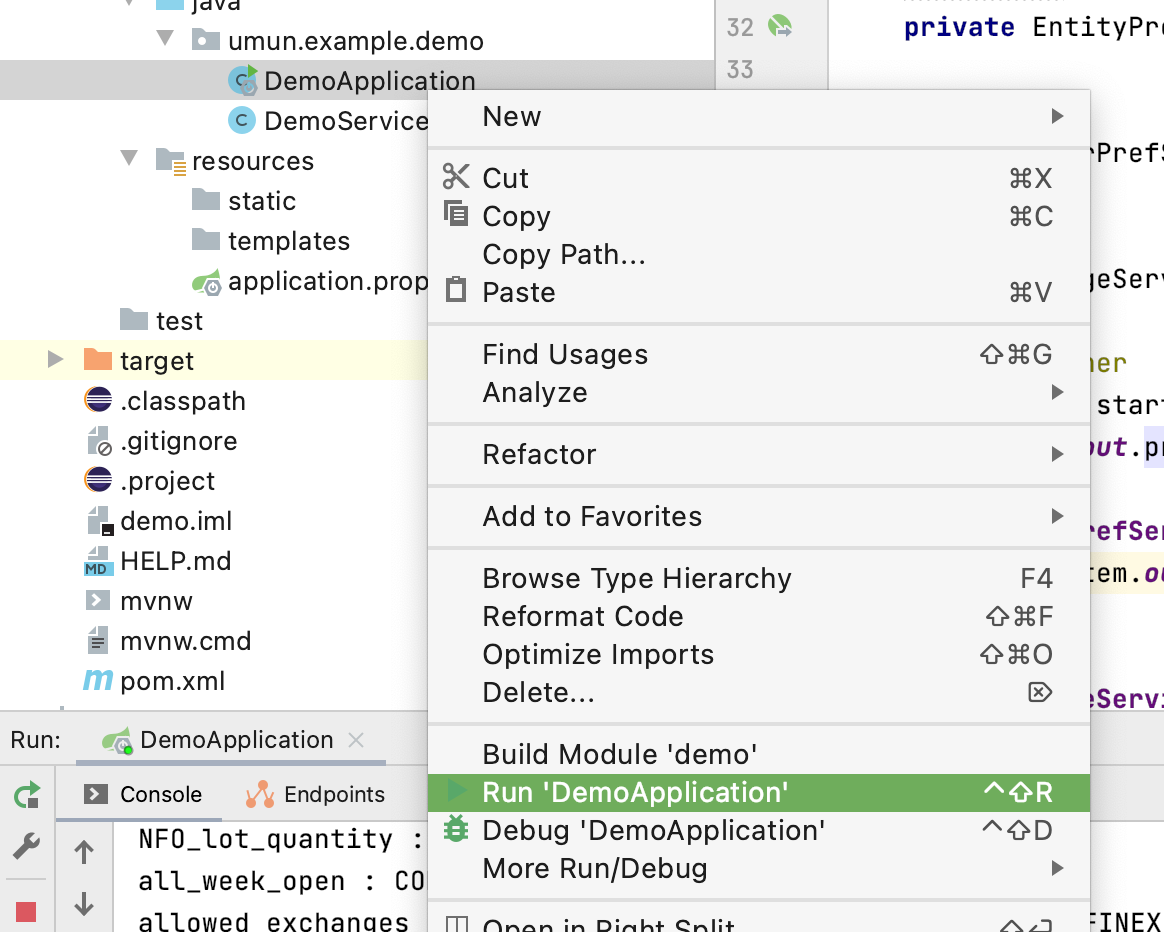 java
umun.example.demo
DemoApplication
DemoService
resources
static
templates
application.prop
test
target
.classpath
.gitignore
.project
demo.iml
HELP.md
mvnw
mvnw.cmd
pom.xml
32
33
private EntityPre
rPrefS
geServ
ner
start
out.pr
refSer
tem.ou
eServi
New
Cut ⌘X
Copy ⌘C
Copy Path...
Paste ⌘V
Find Usages ⇧⌘G
Analyze
Refactor
Add to Favorites
Browse Type Hierarchy F4
Reformat Code ⇧⌘F
Optimize Imports ⇧⌘O
Delete... ⌦
Build Module 'demo'
Run 'DemoApplication' ^⇧R
Debug 'DemoApplication' ^⇧D
More Run/Debug
Open in Right Split ⇧⏎
Run: DemoApplication
Console Endpoints
NFO_lot_quantity :
all_week_open : CO
allowed_exchanges
FINEX